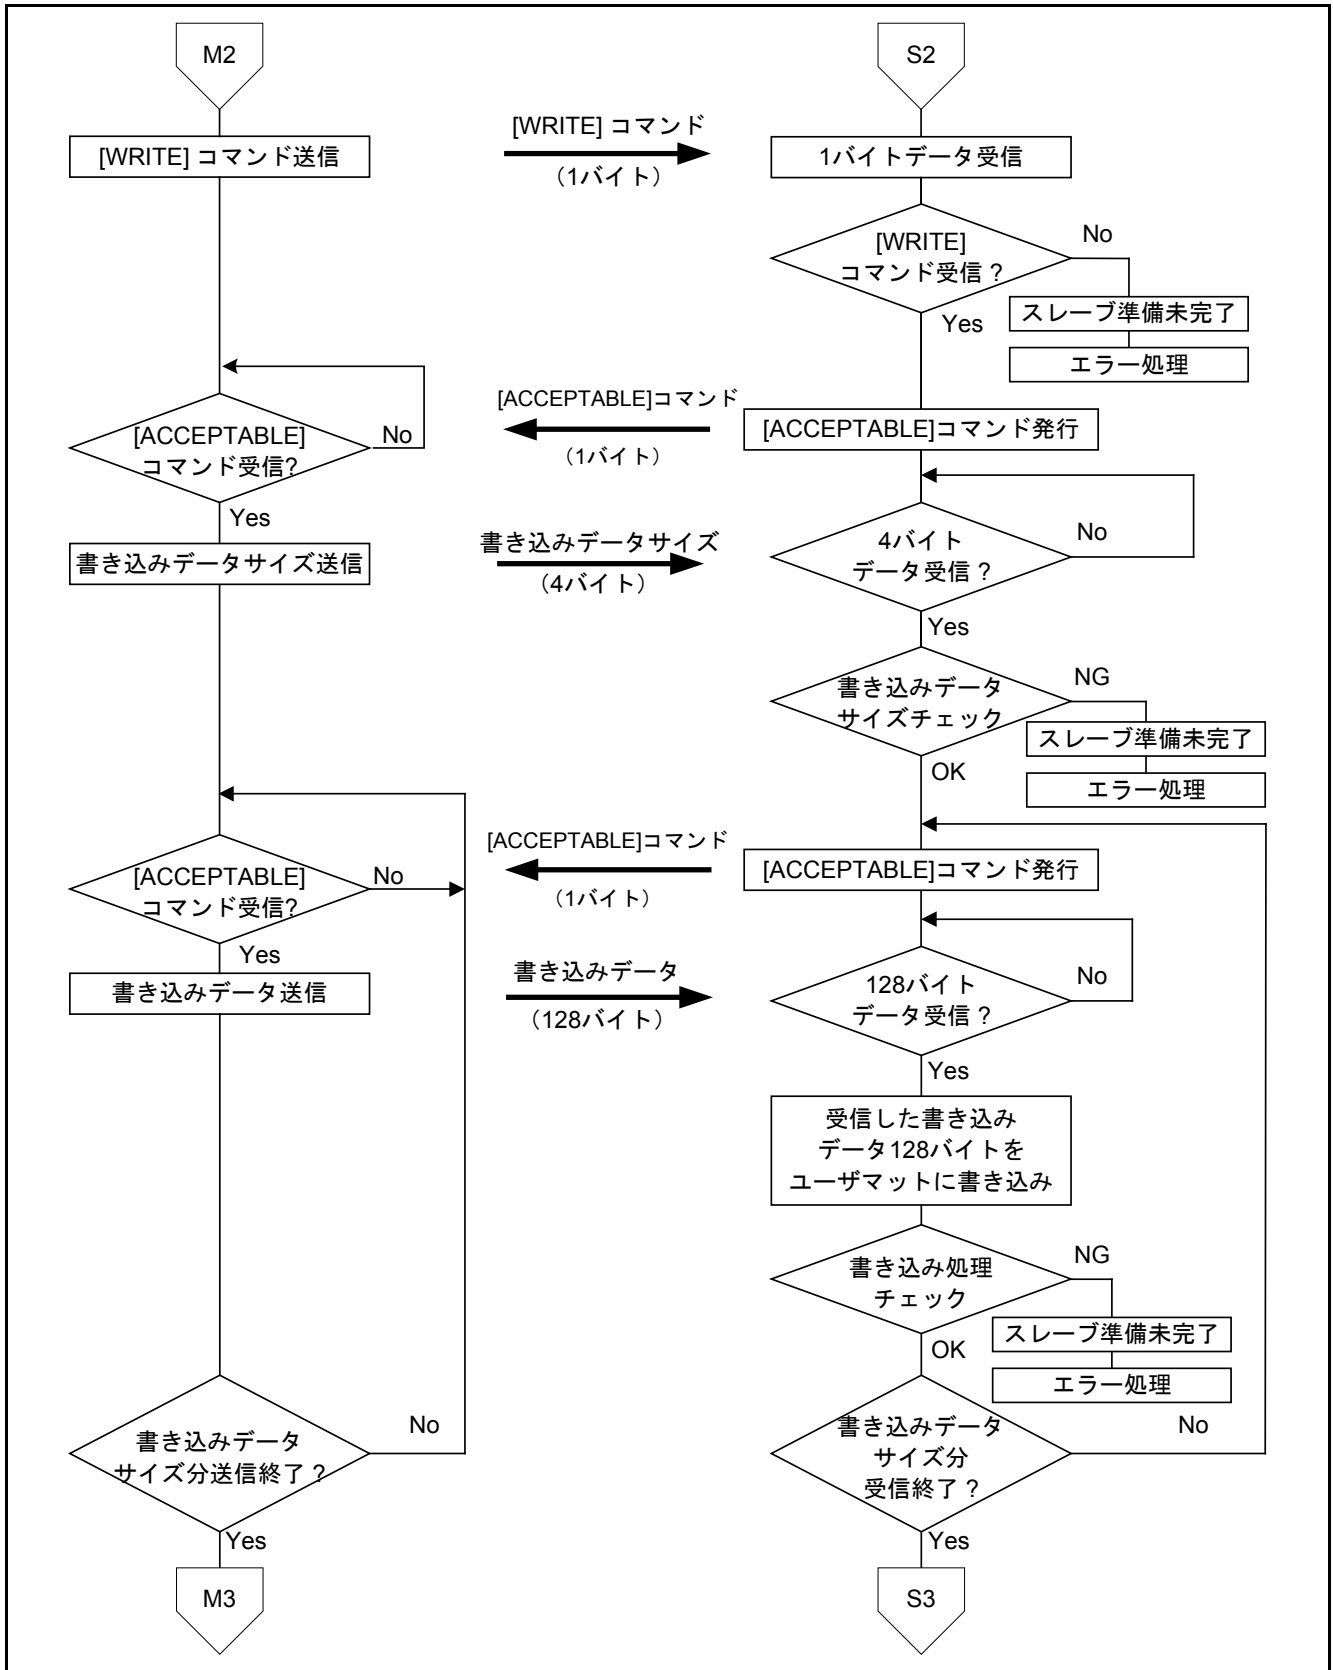 M2
S2
[WRITE] コマンド送信
[WRITE] コマンド
(1バイト)
1バイトデータ受信
[WRITE]
コマンド受信?
No
Yes
スレーブ準備未完了
エラー処理
[ACCEPTABLE]
コマンド受信?
No
Yes
[ACCEPTABLE]コマンド
(1バイト)
[ACCEPTABLE]コマンド発行
書き込みデータサイズ送信
書き込みデータサイズ
(4バイト)
4バイト
データ受信?
No
Yes
書き込みデータ
サイズチェック
NG
OK
スレーブ準備未完了
エラー処理
[ACCEPTABLE]
コマンド受信?
No
Yes
[ACCEPTABLE]コマンド
(1バイト)
[ACCEPTABLE]コマンド発行
書き込みデータ送信
書き込みデータ
(128バイト)
128バイト
データ受信?
No
Yes
受信した書き込み
データ128バイトを
ユーザマットに書き込み
書き込み処理
チェック
NG
OK
スレーブ準備未完了
エラー処理
書き込みデータ
サイズ分送信終了?
No
Yes
書き込みデータ
サイズ分
受信終了?
No
Yes
M3
S3